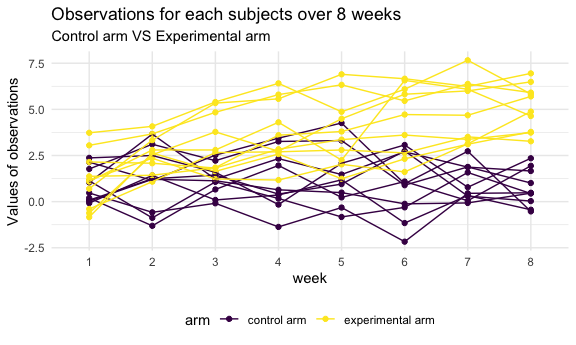 Observations for each subjects over 8 weeks
Control arm VS Experimental arm
Values of observations
7.5
5.0
2.5
0.0
-2.5
1 2 3 4 5 6 7 8
week
arm control arm experimental arm